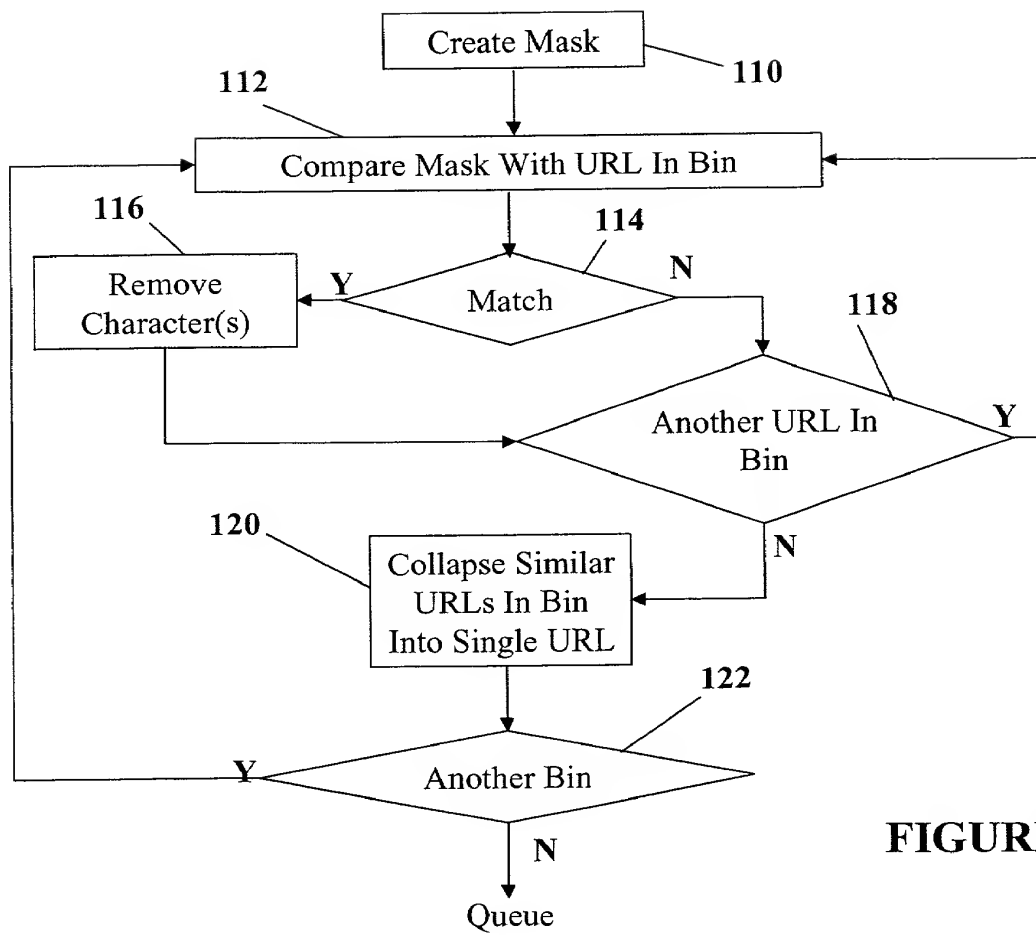 Create Mask
110
112
Compare Mask With URL In Bin
116
114
Remove
Character(s)
Y
Match
N
118
Another URL In
Bin
Y
N
120
Collapse Similar
URLs In Bin
Into Single URL
122
Y
Another Bin
N
Queue